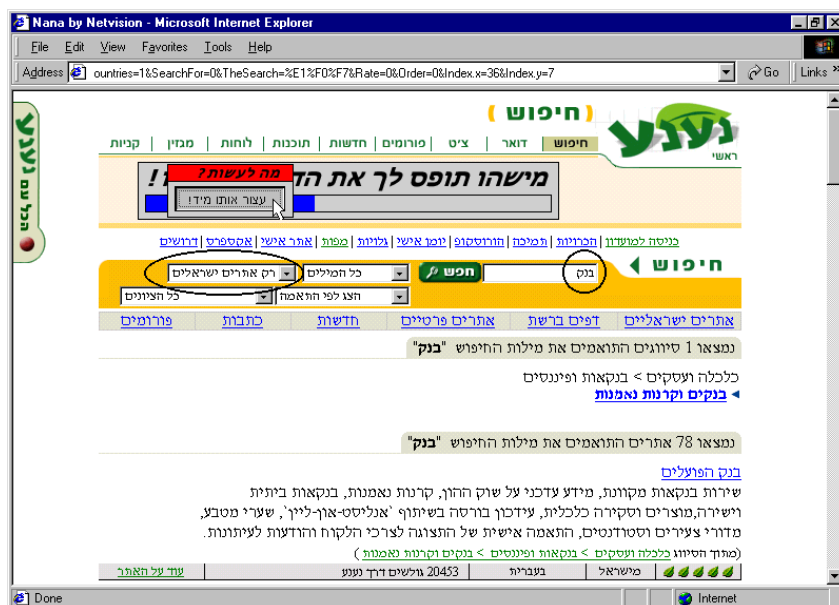 Nana by Netvision - Microsoft Internet Explorer
File Edit View Favorites Tools Help
Address ountries=1&SearchFor=0&TheSearch=%E1%F0%F7&Rate=0&Order=0&Index.x=36&Index.y=7 Go Links »
הכל עם נענע
(חיפוש)
נענע
ראשי
חיפוש | דואר | צ'ט | פורומים | חדשות | תוכנות | לוחות | מגזין | קניות
מישהו תופס לך את הד !
מה לעשות?
עצור אותו מיד!
כניסה למועדון | הכרויות | תמיכה | הורוסקופ | יומן אישי | גלויות | מפות | אתר אישי | אקספרס | דרושים
חיפוש
בנק חפש כל המילים רק אתרים ישראלים
הצג לפי התאמה כל הציונים
אתרים ישראליים דפים ברשת אתרים פרטיים חדשות כתבות פורומים
נמצאו 1 סיווגים התואמים את מילות החיפוש "בנק"
כלכלה ועסקים > בנקאות ופיננסים
בנקים וקרנות נאמנות
נמצאו 78 אתרים התואמים את מילות החיפוש "בנק"
בנק הפועלים
שירות בנקאות מקוונת, מידע עדכני על שוק ההון, קרנות נאמנות, בנקאות ביתית
וישירה,מוצרים וסקירה כלכלית, עידכון בורסה בשיתוף 'אנליסט-און-ליין', שערי מטבע,
מדורי צעירים וסטודנטים, התאמה אישית של התצוגה לצרכי הלקוח והודעות לעיתונות.
(מתוך הסיווג כלכלה ועסקים > בנקאות ופיננסים > בנקים וקרנות נאמנות )
מישראל | בעברית | 20453 גולשים דרך נענע | עוד על האתר
Done Internet